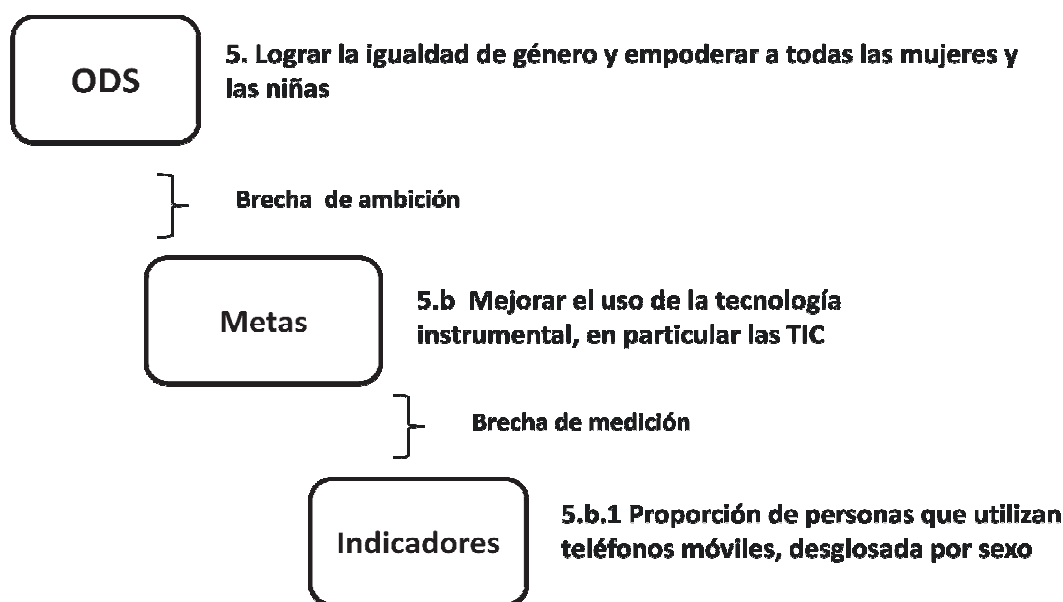 ODS
5. Lograr la igualdad de género y empoderar a todas las mujeres y
las niñas
Brecha de ambición
Metas
5.b Mejorar el uso de la tecnología
instrumental, en particular las TIC
Brecha de medición
Indicadores
5.b.1 Proporción de personas que utilizan
teléfonos móviles, desglosada por sexo